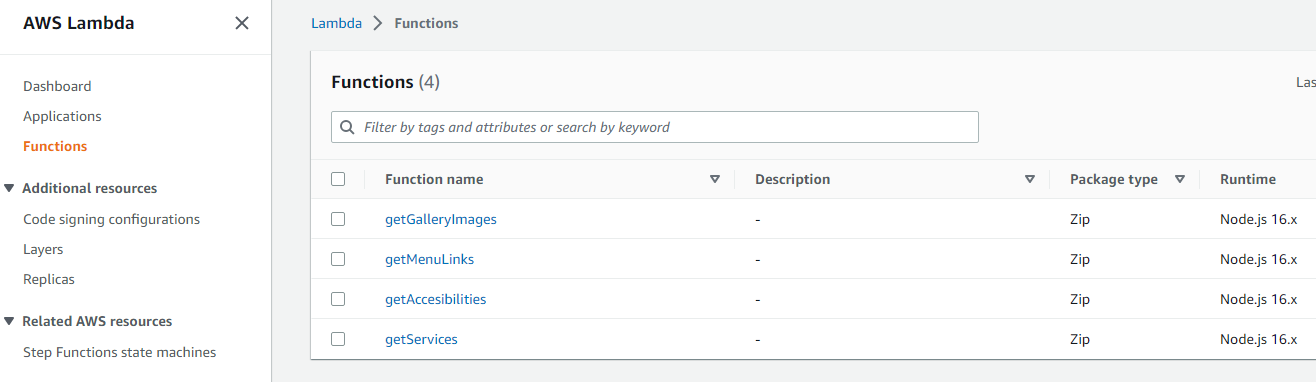 AWS Lambda
Dashboard
Applications
Functions
Additional resources
Code signing configurations
Layers
Replicas
Related AWS resources
Step Functions state machines
Lambda Functions
Functions (4)
Las
Filter by tags and attributes or search by keyword
Function name Description Package type Runtime
getGalleryImages - Zip Node.js 16.x
getMenuLinks - Zip Node.js 16.x
getAccesibilities - Zip Node.js 16.x
getServices - Zip Node.js 16.x